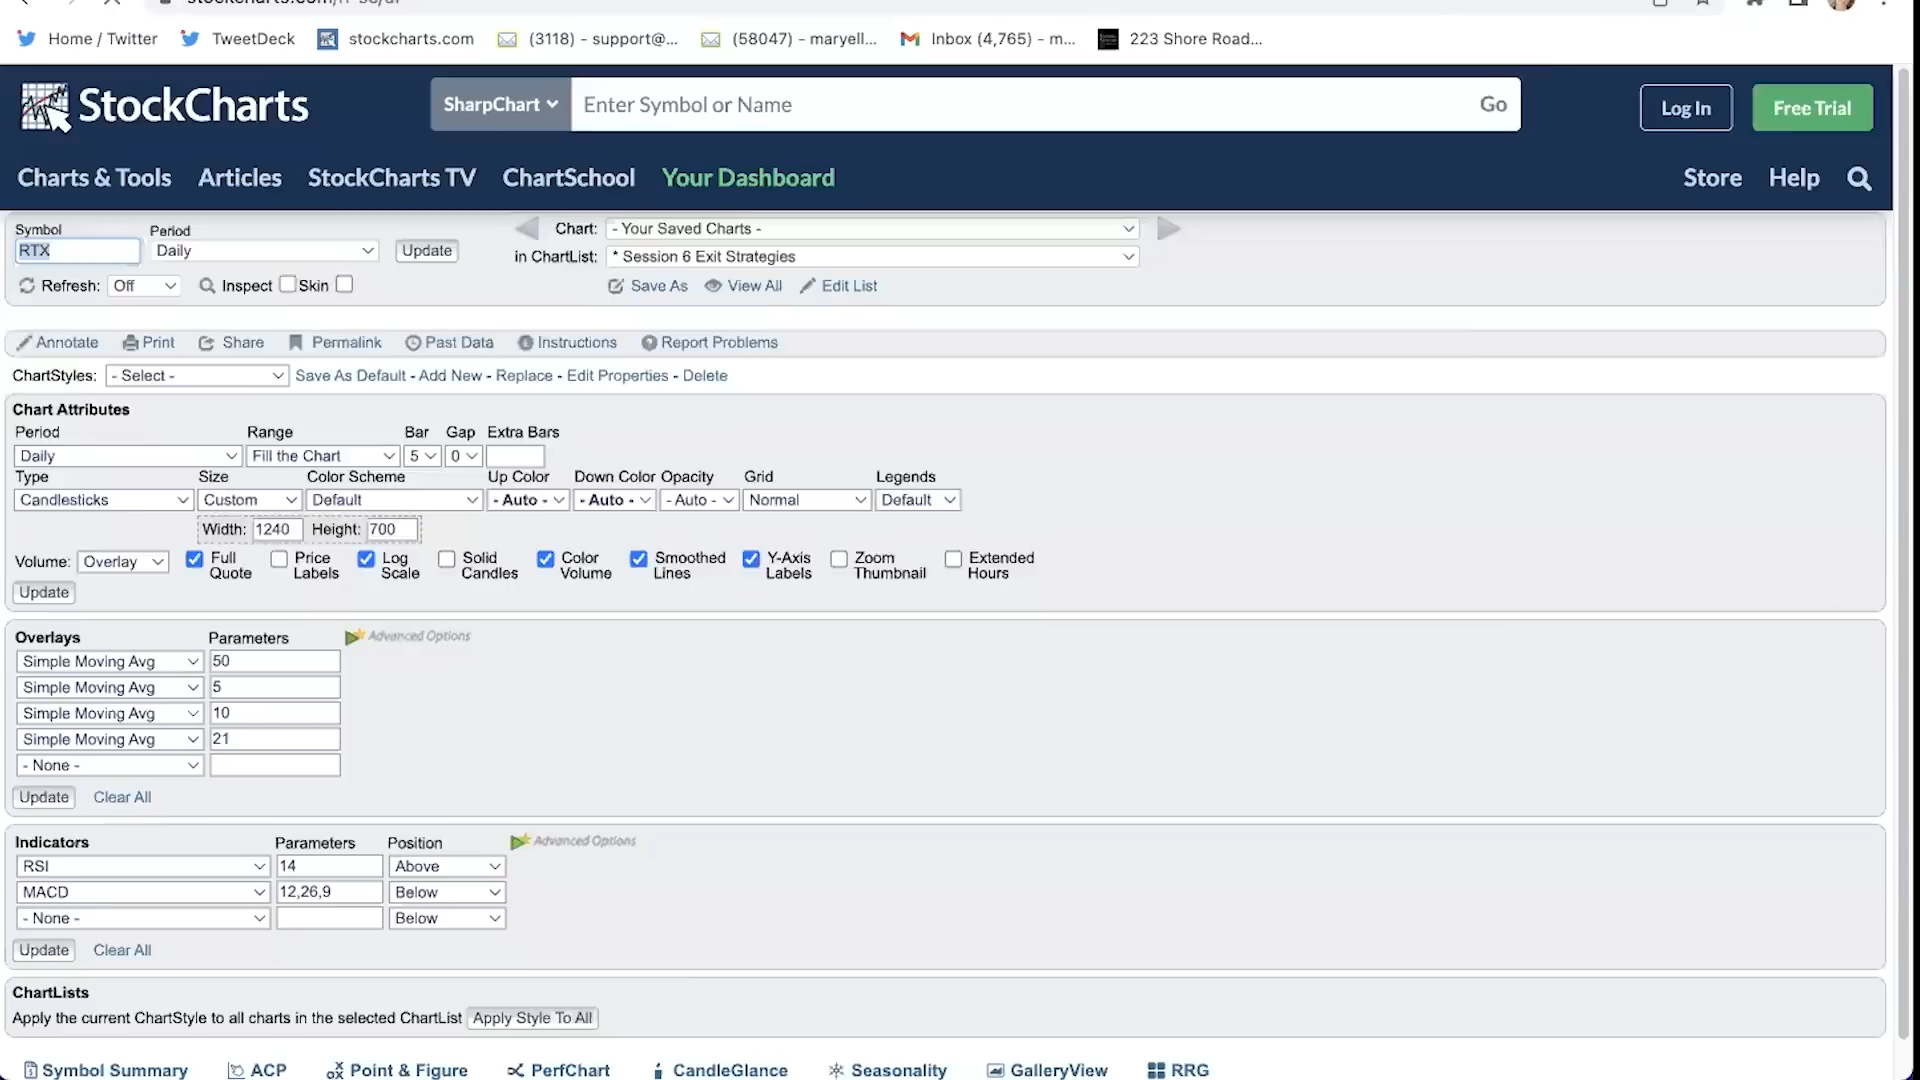 Home / Twitter TweetDeck stockcharts.com (3118) - support@... (58047) - maryell... Inbox (4,765) - m... 223 Shore Road...
StockCharts SharpChart Enter Symbol or Name Go Log In Free Trial
Charts & Tools Articles StockCharts TV ChartSchool Your Dashboard Store Help
Symbol Period Chart: - Your Saved Charts -
RTX Daily Update in ChartList: * Session 6 Exit Strategies
Refresh: Off Inspect Skin Save As View All Edit List
Annotate Print Share Permalink Past Data Instructions Report Problems
ChartStyles: - Select - Save As Default - Add New - Replace - Edit Properties - Delete
Chart Attributes
Period Range Bar Gap Extra Bars
Daily Fill the Chart 5 0
Type Size Color Scheme Up Color Down Color Opacity Grid Legends
Candlesticks Custom Default - Auto - - Auto - - Auto - Normal Default
Width: 1240 Height: 700
Volume: Overlay Full Quote Price Labels Log Scale Solid Candles Color Volume Smoothed Lines Y-Axis Labels Zoom Thumbnail Extended Hours
Update
Overlays Parameters Advanced Options
Simple Moving Avg 50
Simple Moving Avg 5
Simple Moving Avg 10
Simple Moving Avg 21
- None -
Update Clear All
Indicators Parameters Position Advanced Options
RSI 14 Above
MACD 12,26,9 Below
- None - Below
Update Clear All
ChartLists
Apply the current ChartStyle to all charts in the selected ChartList Apply Style To All
Symbol Summary ACP Point & Figure PerfChart CandleGlance Seasonality GalleryView RRG